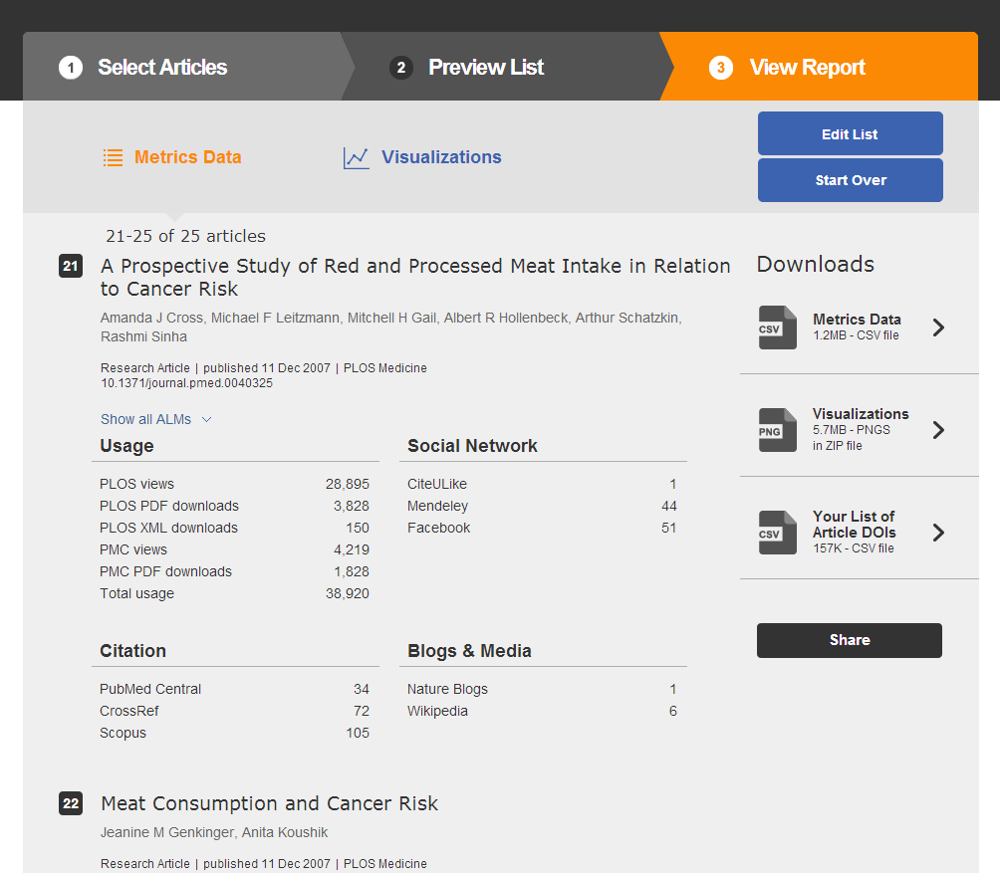 1 Select Articles
2 Preview List
3 View Report
Metrics Data
Visualizations
Edit List
Start Over
21-25 of 25 articles
21 A Prospective Study of Red and Processed Meat Intake in Relation
to Cancer Risk
Amanda J Cross, Michael F Leitzmann, Mitchell H Gail, Albert R Hollenbeck, Arthur Schatzkin,
Rashmi Sinha
Research Article | published 11 Dec 2007 | PLOS Medicine
10.1371/journal.pmed.0040325
Show all ALMs
Usage
PLOS views 28,895
PLOS PDF downloads 3,828
PLOS XML downloads 150
PMC views 4,219
PMC PDF downloads 1,828
Total usage 38,920
Social Network
CiteULike 1
Mendeley 44
Facebook 51
Citation
PubMed Central 34
CrossRef 72
Scopus 105
Blogs & Media
Nature Blogs 1
Wikipedia 6
22 Meat Consumption and Cancer Risk
Jeanine M Genkinger, Anita Koushik
Research Article | published 11 Dec 2007 | PLOS Medicine
Downloads
CSV
Metrics Data
1.2MB - CSV file
PNG
Visualizations
5.7MB - PNGS
in ZIP file
CSV
Your List of
Article DOIs
157K - CSV file
Share